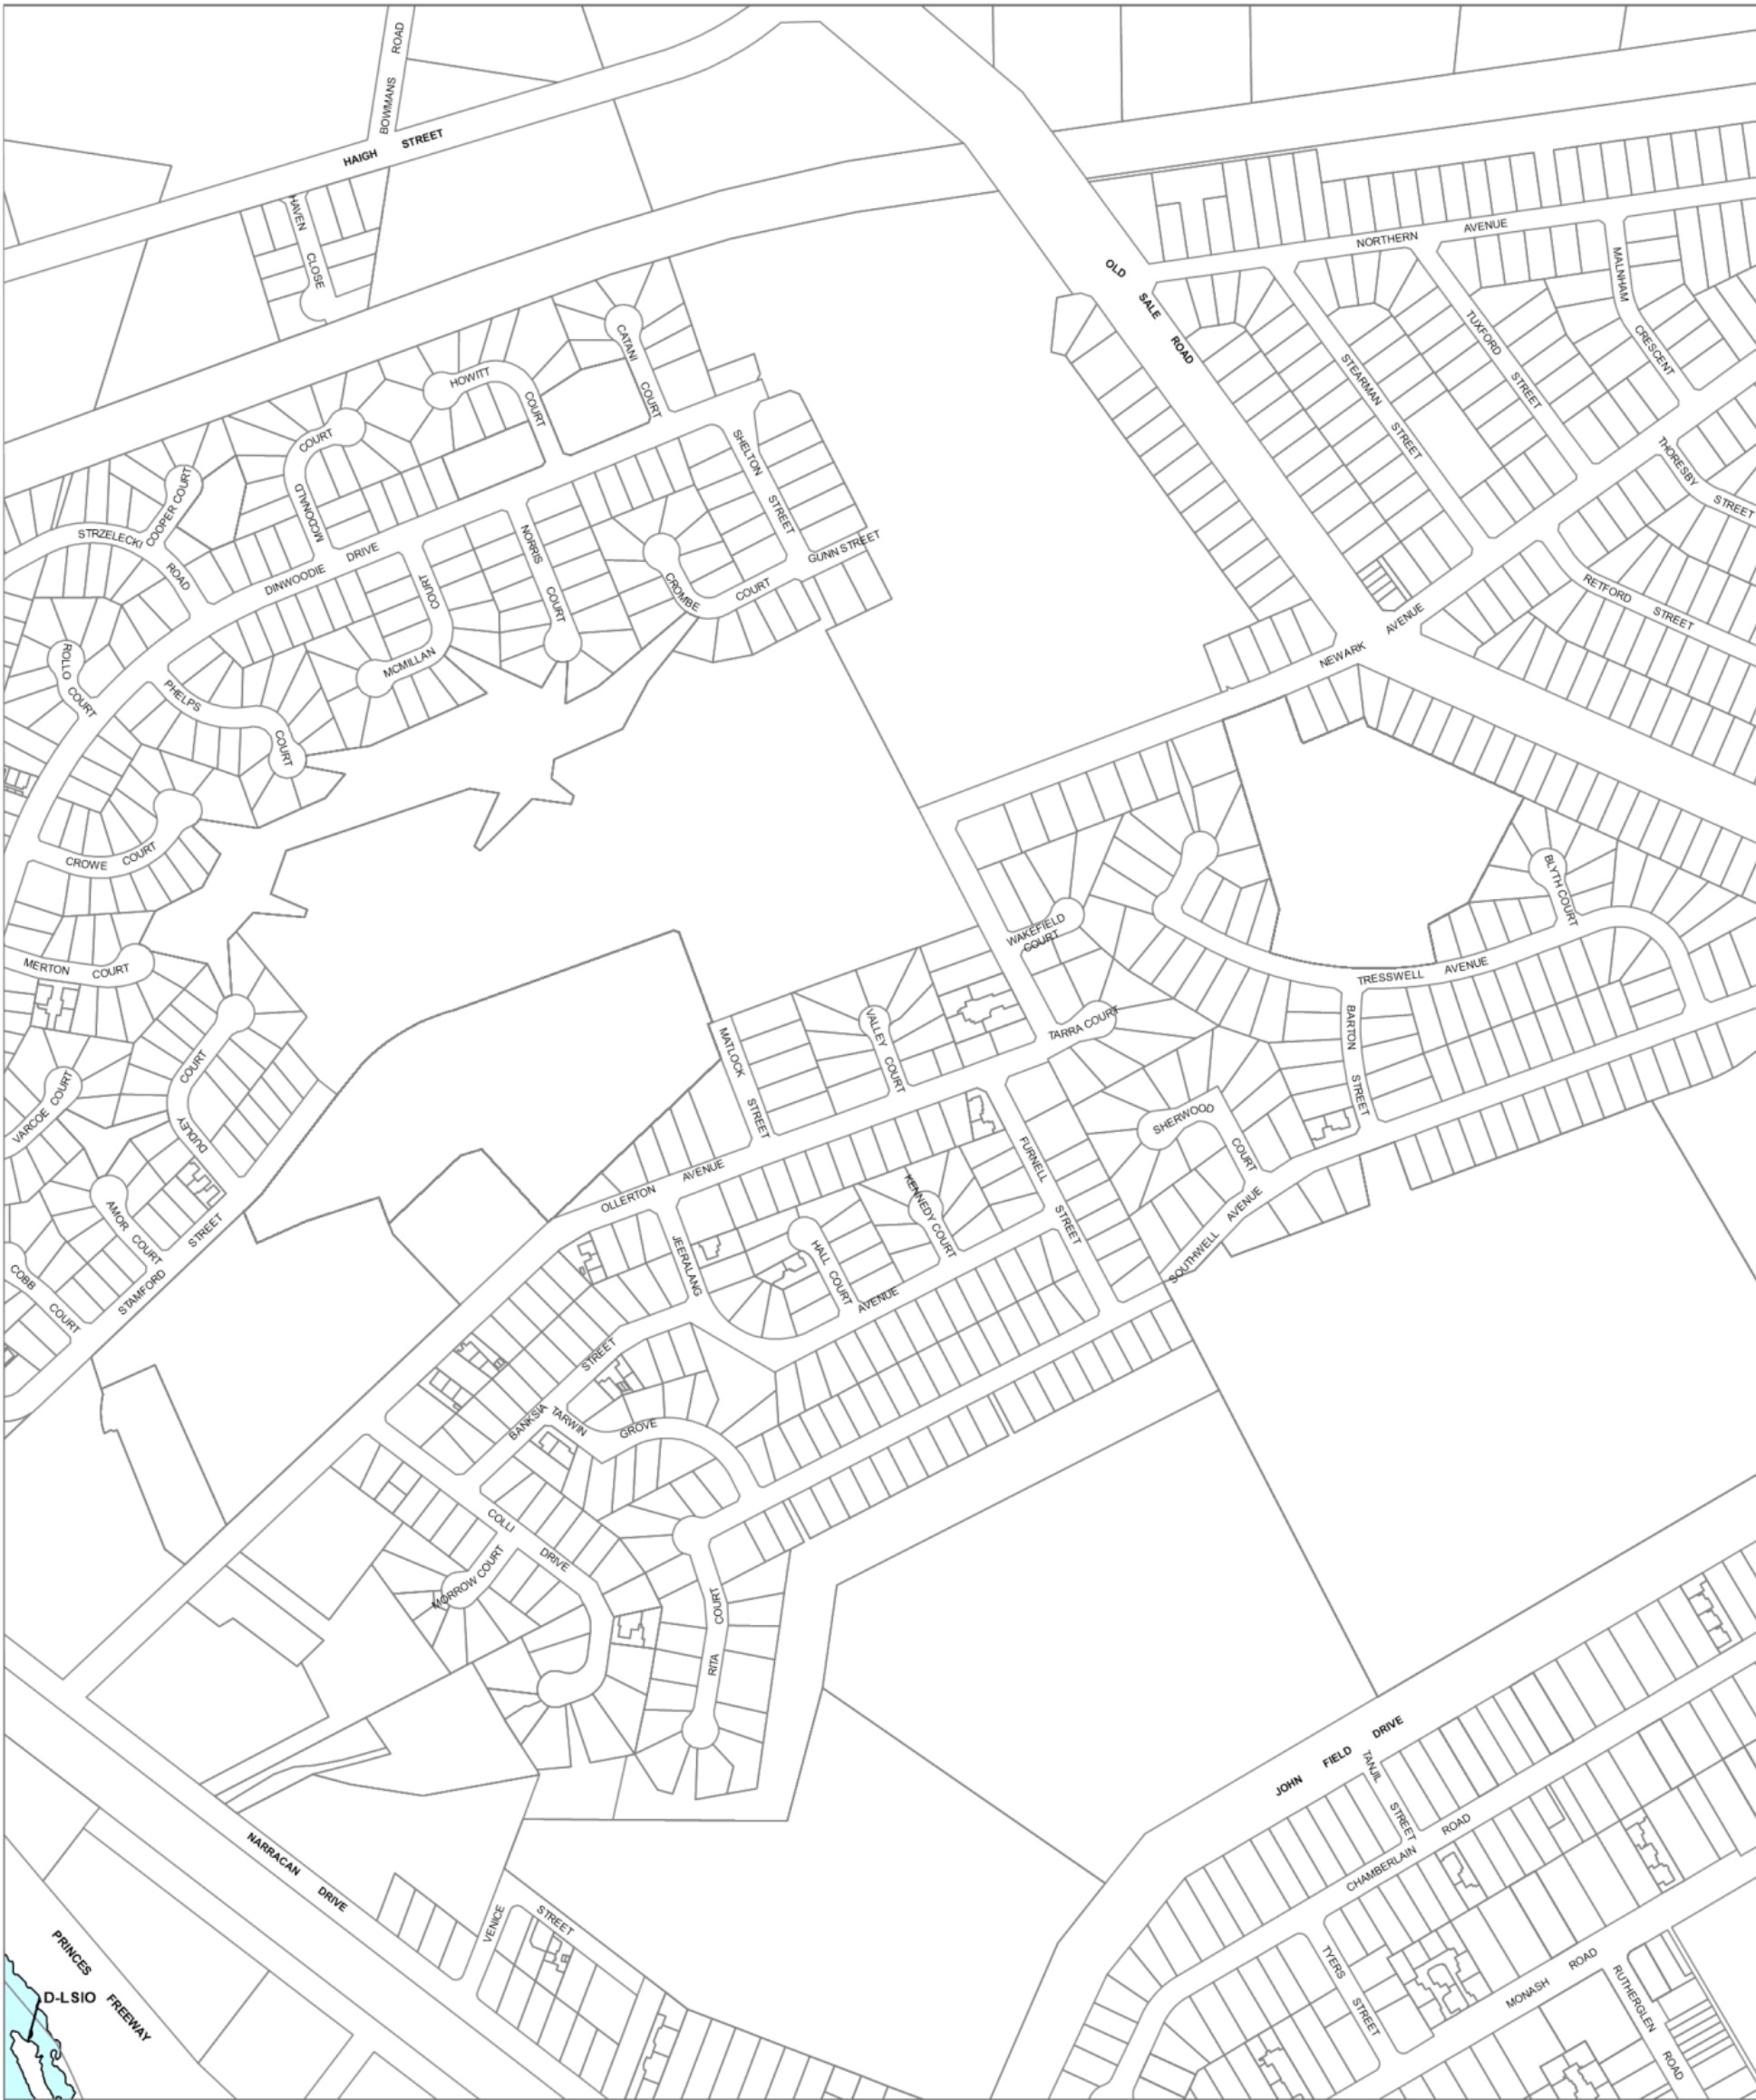 BOWMANS ROAD
HAIGH STREET
HAVEN CLOSE
NORTHERN AVENUE
MALNHAM CRESCENT
OLD SALE ROAD
TUXFORD STREET
STEARMAN STREET
CATANI COURT
HOWITT COURT
MCDONALD COURT
SHELTON STREET
THORESBY STREET
COOPER COURT
STRZELECKI ROAD
DINWOODIE DRIVE
NORRIS COURT
GUNN STREET
CROMBE COURT
MCMILLAN COURT
RETFORD STREET
NEWARK AVENUE
ROLLO COURT
PHELPS COURT
CROWE COURT
BLYTH COURT
WAKEFIELD COURT
MERTON COURT
TRESSWELL AVENUE
BARTON STREET
TARRA COURT
VALLEY COURT
MATLOCK STREET
VARCOE COURT
DUDLEY COURT
SHERWOOD COURT
FURNELL STREET
OLLERTON AVENUE
KENNEDY COURT
AMOR COURT
STAMFORD STREET
JEERALANG AVENUE
HALL COURT
SOUTHWELL AVENUE
COBB COURT
BANKSIA STREET
TARWIN GROVE
COLLI DRIVE
MORROW COURT
RITA COURT
JOHN FIELD DRIVE
TANJIL STREET
CHAMBERLAIN ROAD
NARRACAN DRIVE
VENICE STREET
TYERS STREET
MONASH ROAD
RUTHERGLEN ROAD
PRINCES FREEWAY
D-LSIO